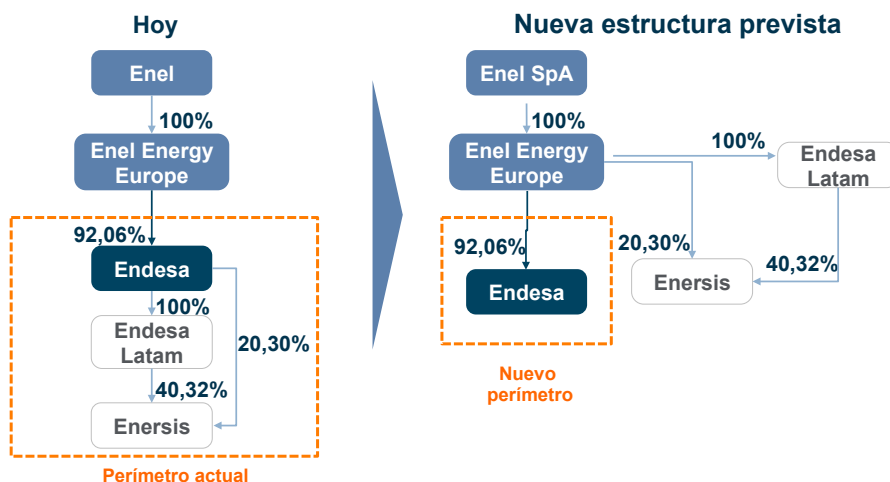 Hoy
Enel
100%
Enel Energy
Europe
92,06%
Endesa
100%
Endesa
Latam
20,30%
40,32%
Enersis
Perímetro actual
Nueva estructura prevista
Enel SpA
100%
Enel Energy
Europe
100%
Endesa
Latam
92,06%
20,30%
40,32%
Endesa
Enersis
Nuevo
perímetro